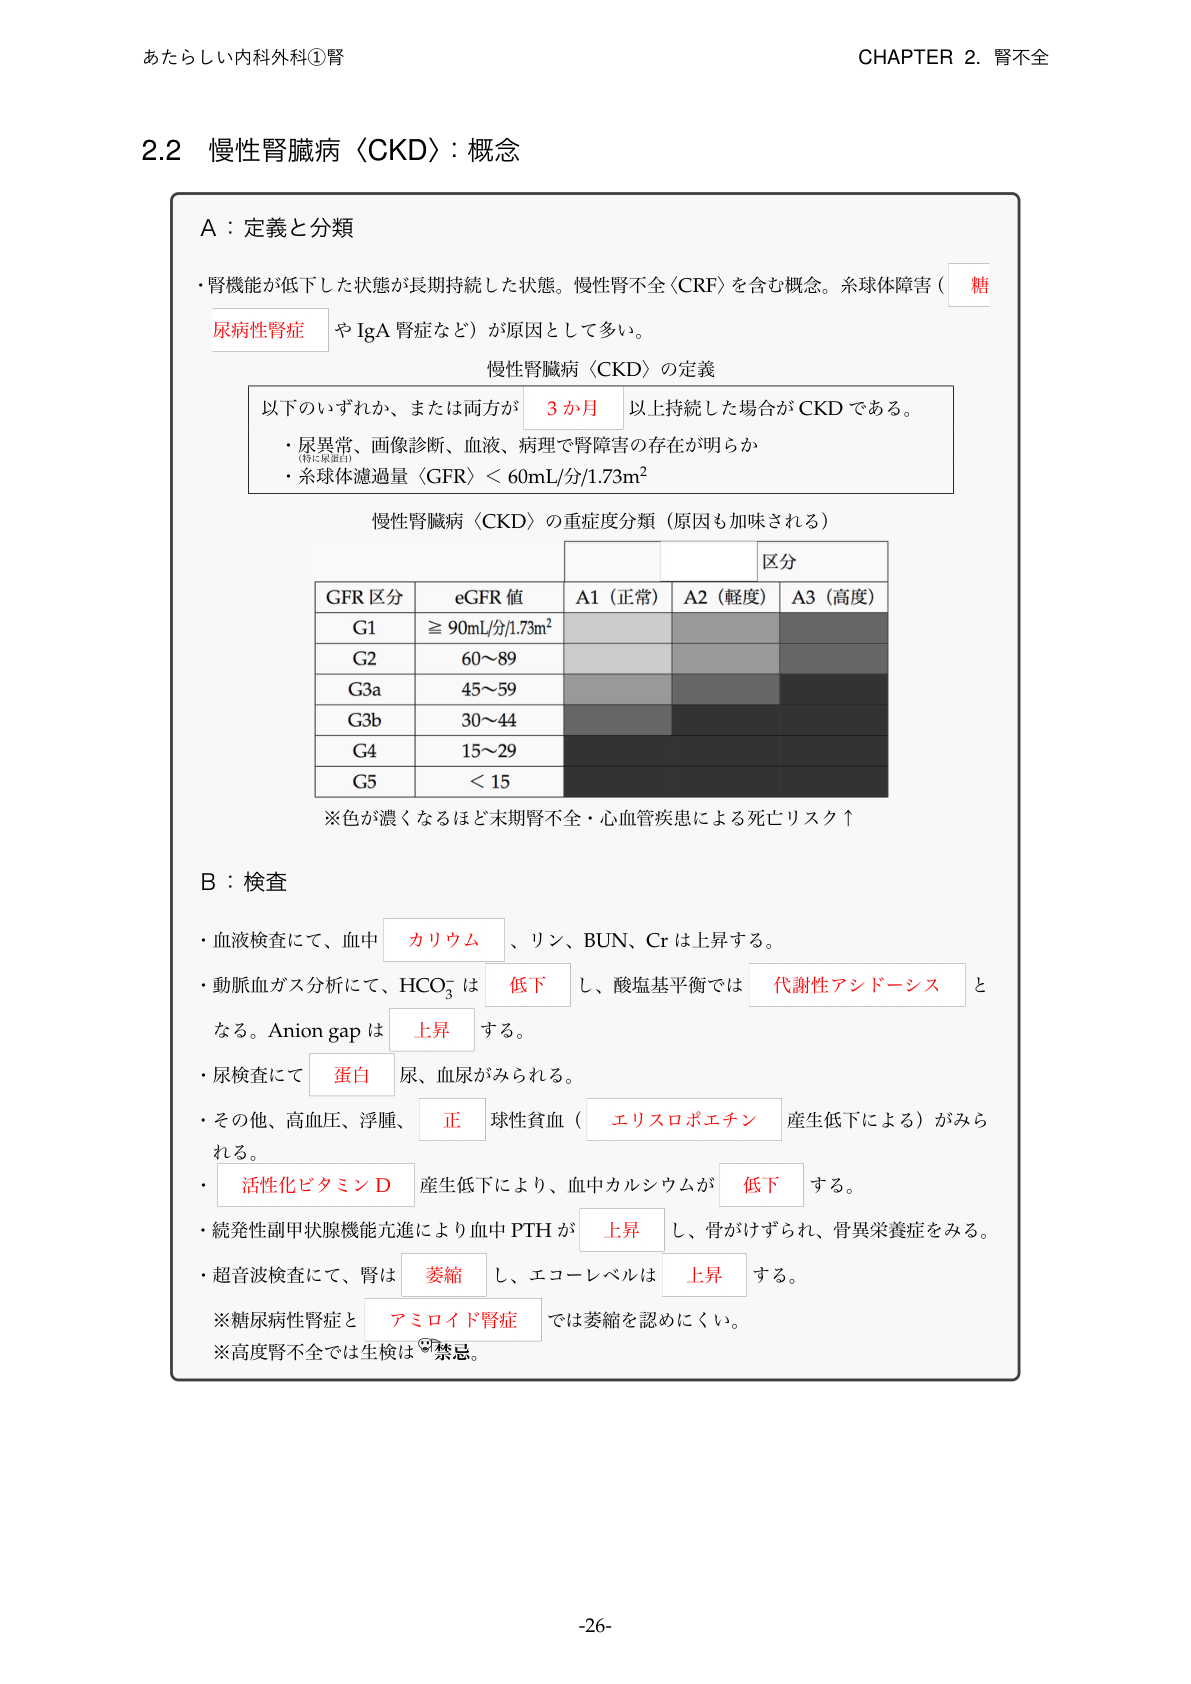 あたらしい内科外科①腎
CHAPTER 2. 腎不全
2.2 慢性腎臓病〈CKD〉：概念
A：定義と分類
・腎機能が低下した状態が長期持続した状態。慢性腎不全〈CRF〉を含む概念。糸球体障害（ 糖
尿病性腎症 や IgA 腎症など）が原因として多い。
慢性腎臓病〈CKD〉の定義
以下のいずれか、または両方が 3 か月 以上持続した場合が CKD である。
・尿異常、画像診断、血液、病理で腎障害の存在が明らか
(特に尿蛋白)
・糸球体濾過量〈GFR〉＜ 60mL/分/1.73m²
慢性腎臓病〈CKD〉の重症度分類（原因も加味される）
区分
GFR 区分 eGFR 値 A1（正常） A2（軽度） A3（高度）
G1 ≧ 90mL/分/1.73m²
G2 60〜89
G3a 45〜59
G3b 30〜44
G4 15〜29
G5 ＜ 15
※色が濃くなるほど末期腎不全・心血管疾患による死亡リスク↑
B：検査
・血液検査にて、血中 カリウム 、リン、BUN、Cr は上昇する。
・動脈血ガス分析にて、HCO₃⁻ は 低下 し、酸塩基平衡では 代謝性アシドーシス と
なる。Anion gap は 上昇 する。
・尿検査にて 蛋白 尿、血尿がみられる。
・その他、高血圧、浮腫、 正 球性貧血（ エリスロポエチン 産生低下による）がみら
れる。
・ 活性化ビタミン D 産生低下により、血中カルシウムが 低下 する。
・続発性副甲状腺機能亢進により血中 PTH が 上昇 し、骨がけずられ、骨異栄養症をみる。
・超音波検査にて、腎は 萎縮 し、エコーレベルは 上昇 する。
※糖尿病性腎症と アミロイド腎症 では萎縮を認めにくい。
※高度腎不全では生検は禁忌。
-26-